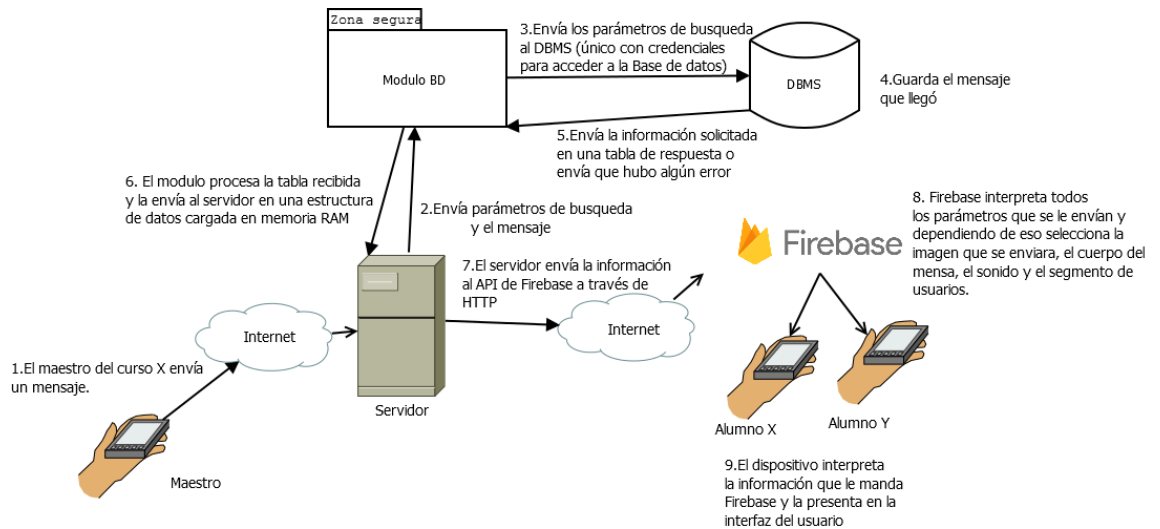 Zona segura
Modulo BD
3.Envía los parámetros de busqueda
al DBMS (único con credenciales
para acceder a la Base de datos)
DBMS
4.Guarda el mensaje
que llegó
5.Envía la información solicitada
en una tabla de respuesta o
envía que hubo algún error
6. El modulo procesa la tabla recibida
y la envía al servidor en una estructura
de datos cargada en memoria RAM
2.Envía parámetros de busqueda
y el mensaje
Firebase
8. Firebase interpreta todos
los parámetros que se le envían y
dependiendo de eso selecciona la
imagen que se enviara, el cuerpo del
mensa, el sonido y el segmento de
usuarios.
7.El servidor envía la información
al API de Firebase a través de
HTTP
Internet
Internet
1.El maestro del curso X envía
un mensaje.
Servidor
Maestro
Alumno X
Alumno Y
9.El dispositivo interpreta
la información que le manda
Firebase y la presenta en la
interfaz del usuario